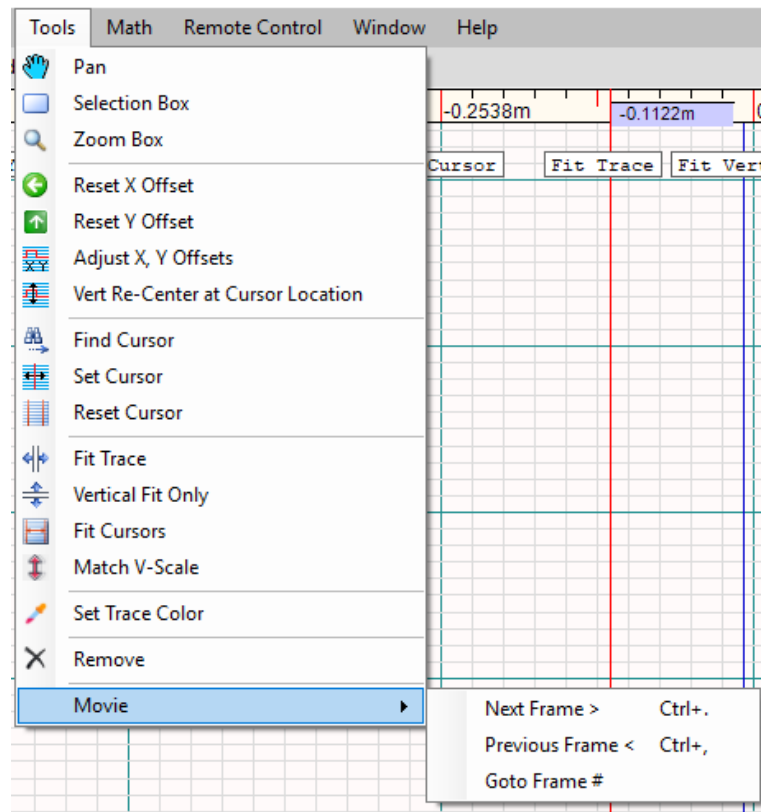 Tools Math Remote Control Window Help
Pan
Selection Box
Zoom Box
-0.2538m -0.1122m
Cursor Fit Trace Fit Vert
Reset X Offset
Reset Y Offset
Adjust X, Y Offsets
Vert Re-Center at Cursor Location
Find Cursor
Set Cursor
Reset Cursor
Fit Trace
Vertical Fit Only
Fit Cursors
Match V-Scale
Set Trace Color
Remove
Movie
Next Frame > Ctrl+.
Previous Frame < Ctrl+,
Goto Frame #